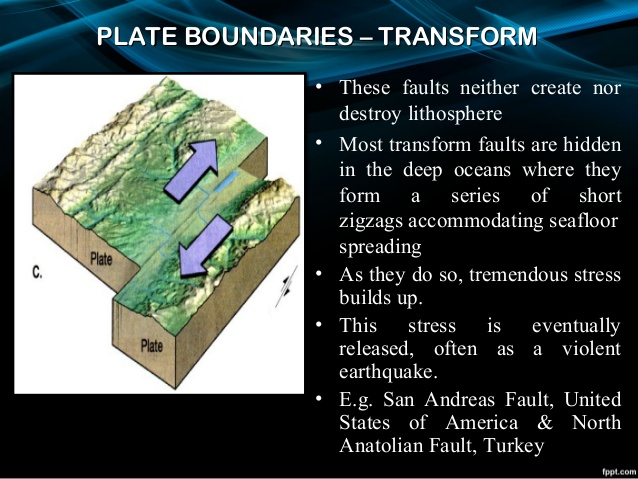 PLATE BOUNDARIES – TRANSFORM
• These faults neither create nor
destroy lithosphere
• Most transform faults are hidden
in the deep oceans where they
form a series of short
zigzags accommodating seafloor
spreading
• As they do so, tremendous stress
builds up.
• This stress is eventually
released, often as a violent
earthquake.
• E.g. San Andreas Fault, United
States of America & North
Anatolian Fault, Turkey
Plate
C.
Plate
fppt.com